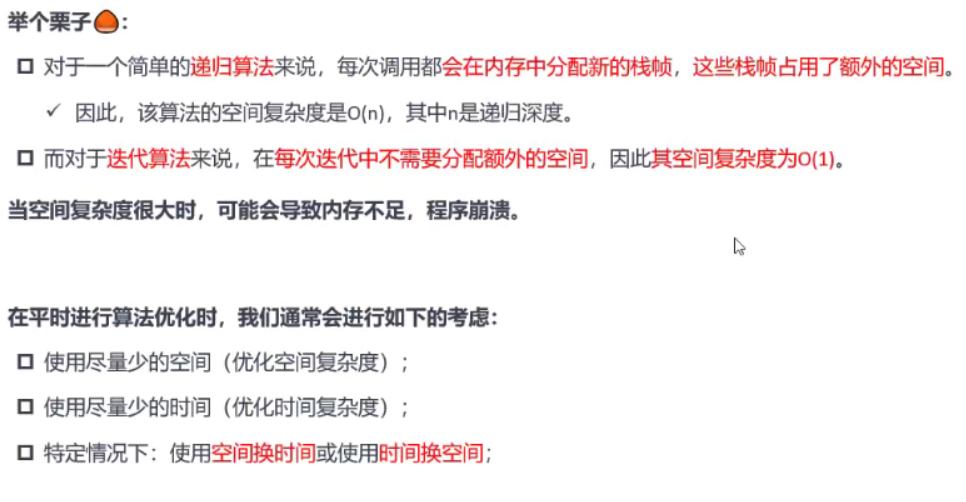 举个栗子🌰：
对于一个简单的递归算法来说，每次调用都会在内存中分配新的栈帧，这些栈帧占用了额外的空间。
✓ 因此，该算法的空间复杂度是O(n)，其中n是递归深度。
而对于迭代算法来说，在每次迭代中不需要分配额外的空间，因此其空间复杂度为O(1)。
当空间复杂度很大时，可能会导致内存不足，程序崩溃。
在平时进行算法优化时，我们通常会进行如下的考虑：
使用尽量少的空间（优化空间复杂度）；
使用尽量少的时间（优化时间复杂度）；
特定情况下：使用空间换时间或使用时间换空间；